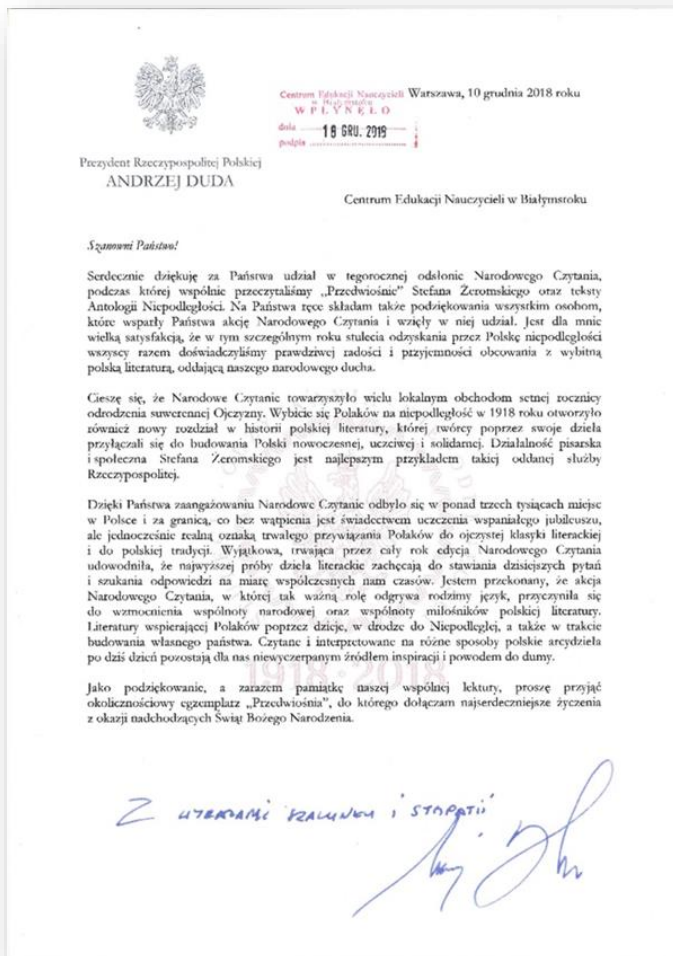 Centrum Edukacji Nauczycieli
w Białymstoku
WPŁYNĘŁO
dnia 18 GRU. 2018
podpis
Warszawa, 10 grudnia 2018 roku
Prezydent Rzeczypospolitej Polskiej
ANDRZEJ DUDA
Centrum Edukacji Nauczycieli w Białymstoku
Szanowni Państwo!
Serdecznie dziękuję za Państwa udział w tegorocznej odsłonie Narodowego Czytania,
podczas której wspólnie przeczytaliśmy „Przedwiośnie” Stefana Żeromskiego oraz teksty
Antologii Niepodległości. Na Państwa ręce składam także podziękowania wszystkim osobom,
które wsparły Państwa akcję Narodowego Czytania i wzięły w niej udział. Jest dla mnie
wielką satysfakcją, że w tym szczególnym roku stulecia odzyskania przez Polskę niepodległości
wszyscy razem doświadczyliśmy prawdziwej radości i przyjemności obcowania z wybitną
polską literaturą, oddającą naszego narodowego ducha.
Cieszę się, że Narodowe Czytanie towarzyszyło wielu lokalnym obchodom setnej rocznicy
odrodzenia suwerennej Ojczyzny. Wybicie się Polaków na niepodległość w 1918 roku otworzyło
również nowy rozdział w historii polskiej literatury, której twórcy poprzez swoje dzieła
przyłączali się do budowania Polski nowoczesnej, uczciwej i solidarnej. Działalność pisarska
i społeczna Stefana Żeromskiego jest najlepszym przykładem takiej oddanej służby
Rzeczypospolitej.
Dzięki Państwa zaangażowaniu Narodowe Czytanie odbyło się w ponad trzech tysiącach miejsc
w Polsce i za granicą, co bez wątpienia jest świadectwem uczczenia wspaniałego jubileuszu,
ale jednocześnie realną oznaką trwałego przywiązania Polaków do ojczystej klasyki literackiej
i do polskiej tradycji. Wyjątkowa, trwająca przez cały rok edycja Narodowego Czytania
udowodniła, że najwyższej próby dzieła literackie zachęcają do stawiania dzisiejszych pytań
i szukania odpowiedzi na miarę współczesnych nam czasów. Jestem przekonany, że akcja
Narodowego Czytania, w której tak ważną rolę odgrywa rodzimy język, przyczyniła się
do wzmocnienia wspólnoty narodowej oraz wspólnoty miłośników polskiej literatury.
Literatury wspierającej Polaków poprzez dzieje, w drodze do Niepodległej, a także w trakcie
budowania własnego państwa. Czytane i interpretowane na różne sposoby polskie arcydzieła
po dziś dzień pozostają dla nas niewyczerpanym źródłem inspiracji i powodem do dumy.
1918 · 2018
Jako podziękowanie, a zarazem pamiątkę naszej wspólnej lektury, proszę przyjąć
okolicznościowy egzemplarz „Przedwiośnia”, do którego dołączam najserdeczniejsze życzenia
z okazji nadchodzących Świąt Bożego Narodzenia.
Z wyrazami szacunku i sympatii